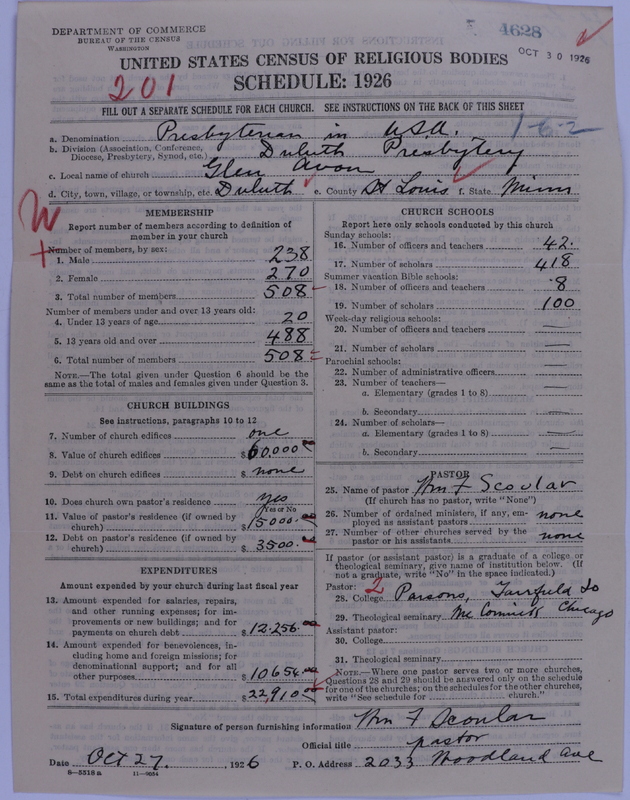 DEPARTMENT OF COMMERCE
BUREAU OF THE CENSUS
WASHINGTON
4628
OCT 30 1926
UNITED STATES CENSUS OF RELIGIOUS BODIES
201
SCHEDULE: 1926
FILL OUT A SEPARATE SCHEDULE FOR EACH CHURCH. SEE INSTRUCTIONS ON THE BACK OF THIS SHEET
a. Denomination Presbyterian in U.S.A. 1-6-2
b. Division (Association, Conference, Diocese, Presbytery, Synod, etc.) Duluth Presbytery
c. Local name of church Glen Avon
d. City, town, village, or township, etc. Duluth e. County St Louis f. State Minn
MEMBERSHIP
Report number of members according to definition of
member in your church
Number of members, by sex:
1. Male 238
2. Female 270
3. Total number of members 508
Number of members under and over 13 years old:
4. Under 13 years of age 20
5. 13 years old and over 488
6. Total number of members 508
NOTE.—The total given under Question 6 should be the
same as the total of males and females given under Question 3.
CHURCH BUILDINGS
See instructions, paragraphs 10 to 12
7. Number of church edifices one
8. Value of church edifices $60,000
9. Debt on church edifices $ none
10. Does church own pastor's residence yes
Yes or No
11. Value of pastor's residence (if owned by
church) $15000.00
12. Debt on pastor's residence (if owned by
church) $3500.00
EXPENDITURES
Amount expended by your church during last fiscal year
13. Amount expended for salaries, repairs,
and other running expenses; for im-
provements or new buildings; and for
payments on church debt $12,256.00
14. Amount expended for benevolences, in-
cluding home and foreign missions; for
denominational support; and for all
other purposes $10654.00
15. Total expenditures during year $22,910.00
CHURCH SCHOOLS
Report here only schools conducted by this church
Sunday schools:
16. Number of officers and teachers 42.
17. Number of scholars 418
Summer vacation Bible schools:
18. Number of officers and teachers 8
19. Number of scholars 100
Week-day religious schools:
20. Number of officers and teachers —
21. Number of scholars —
Parochial schools:
22. Number of administrative officers —
23. Number of teachers—
a. Elementary (grades 1 to 8) —
b. Secondary —
24. Number of scholars—
a. Elementary (grades 1 to 8) —
b. Secondary —
PASTOR
25. Name of pastor Wm F Scoular
(If church has no pastor, write "None")
26. Number of ordained ministers, if any, em-
ployed as assistant pastors none
27. Number of other churches served by the
pastor or his assistants none
If pastor (or assistant pastor) is a graduate of a college or
theological seminary, give name of institution below. (If
not a graduate, write "No" in the space indicated.)
Pastor: 2
28. College Parsons, Fairfield Io
29. Theological seminary McCormick Chicago
Assistant pastor:
30. College
31. Theological seminary
NOTE.—Where one pastor serves two or more churches,
Questions 28 and 29 should be answered only on the schedule
for one of the churches; on the schedules for the other churches,
write "See schedule for church."
Signature of person furnishing information Wm F Scoular
Official title pastor
Date Oct 27, 1926 P. O. Address 2033 Woodland Ave
8—5518 a 11—9034